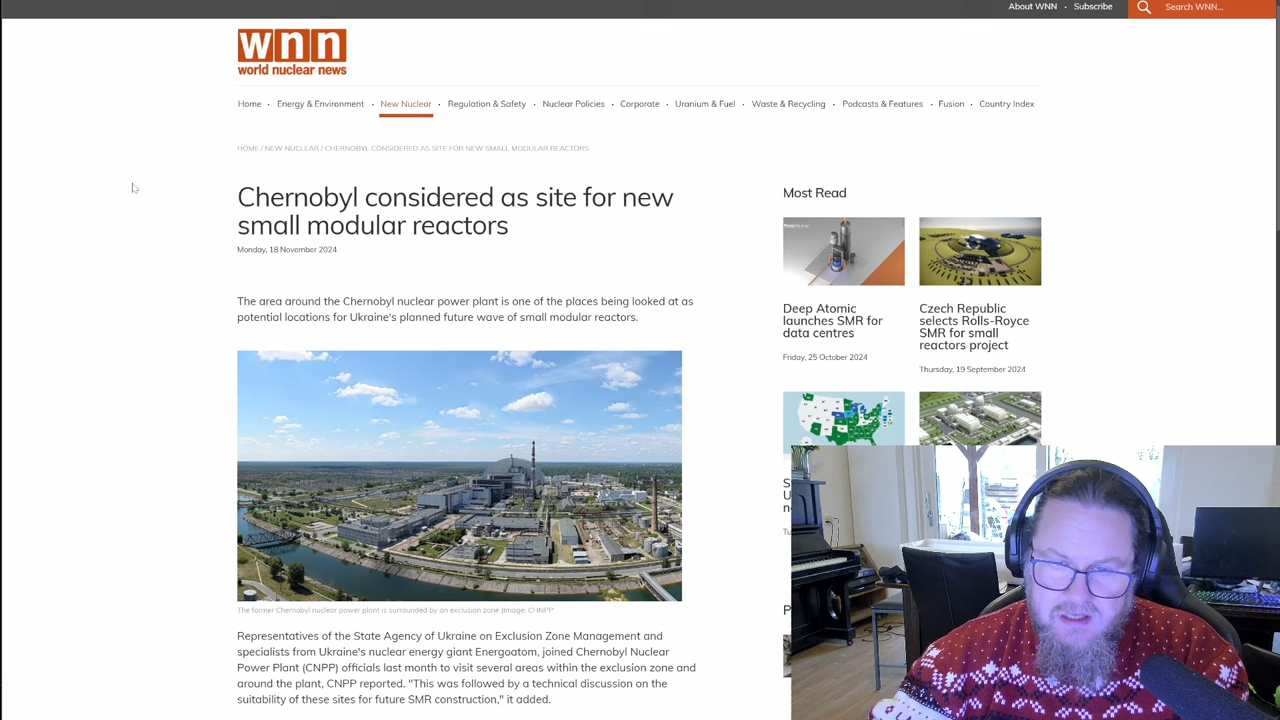 About WNN · Subscribe
Search WNN...
wnn
world nuclear news
Home · Energy & Environment · New Nuclear · Regulation & Safety · Nuclear Policies · Corporate · Uranium & Fuel · Waste & Recycling · Podcasts & Features · Fusion · Country Index
HOME / NEW NUCLEAR / CHERNOBYL CONSIDERED AS SITE FOR NEW SMALL MODULAR REACTORS
Chernobyl considered as site for new
small modular reactors
Monday, 18 November 2024
The area around the Chernobyl nuclear power plant is one of the places being looked at as
potential locations for Ukraine's planned future wave of small modular reactors.
The former Chernobyl nuclear power plant is surrounded by an exclusion zone (Image: CHNPP
Representatives of the State Agency of Ukraine on Exclusion Zone Management and
specialists from Ukraine's nuclear energy giant Energoatom, joined Chernobyl Nuclear
Power Plant (CNPP) officials last month to visit several areas within the exclusion zone and
around the plant, CNPP reported. "This was followed by a technical discussion on the
suitability of these sites for future SMR construction," it added.
Most Read
Deep Atomic
launches SMR for
data centres
Friday, 25 October 2024
Czech Republic
selects Rolls-Royce
SMR for small
reactors project
Thursday, 19 September 2024